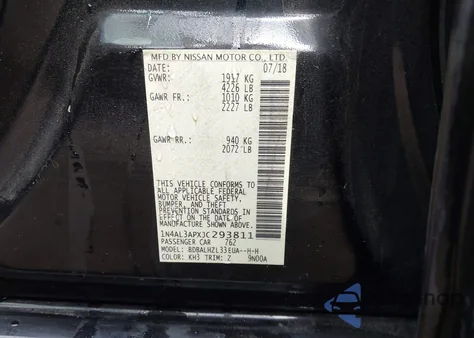 MFD BY NISSAN MOTOR CO., LTD.
DATE: 07/18
GVWR: 1917 KG
4226 LB
GAWR FR.: 1010 KG
2227 LB
GAWR RR.: 940 KG
2072 LB
THIS VEHICLE CONFORMS TO
ALL APPLICABLE FEDERAL
MOTOR VEHICLE SAFETY,
BUMPER, AND THEFT
PREVENTION STANDARDS IN
EFFECT ON THE DATE OF
MANUFACTURE SHOWN ABOVE.
1N4AL3APXJC293811
PASSENGER CAR 762
MODEL: BDBALHZL33EUA--H-H
COLOR: KH3 TRIM: Z 9N00A